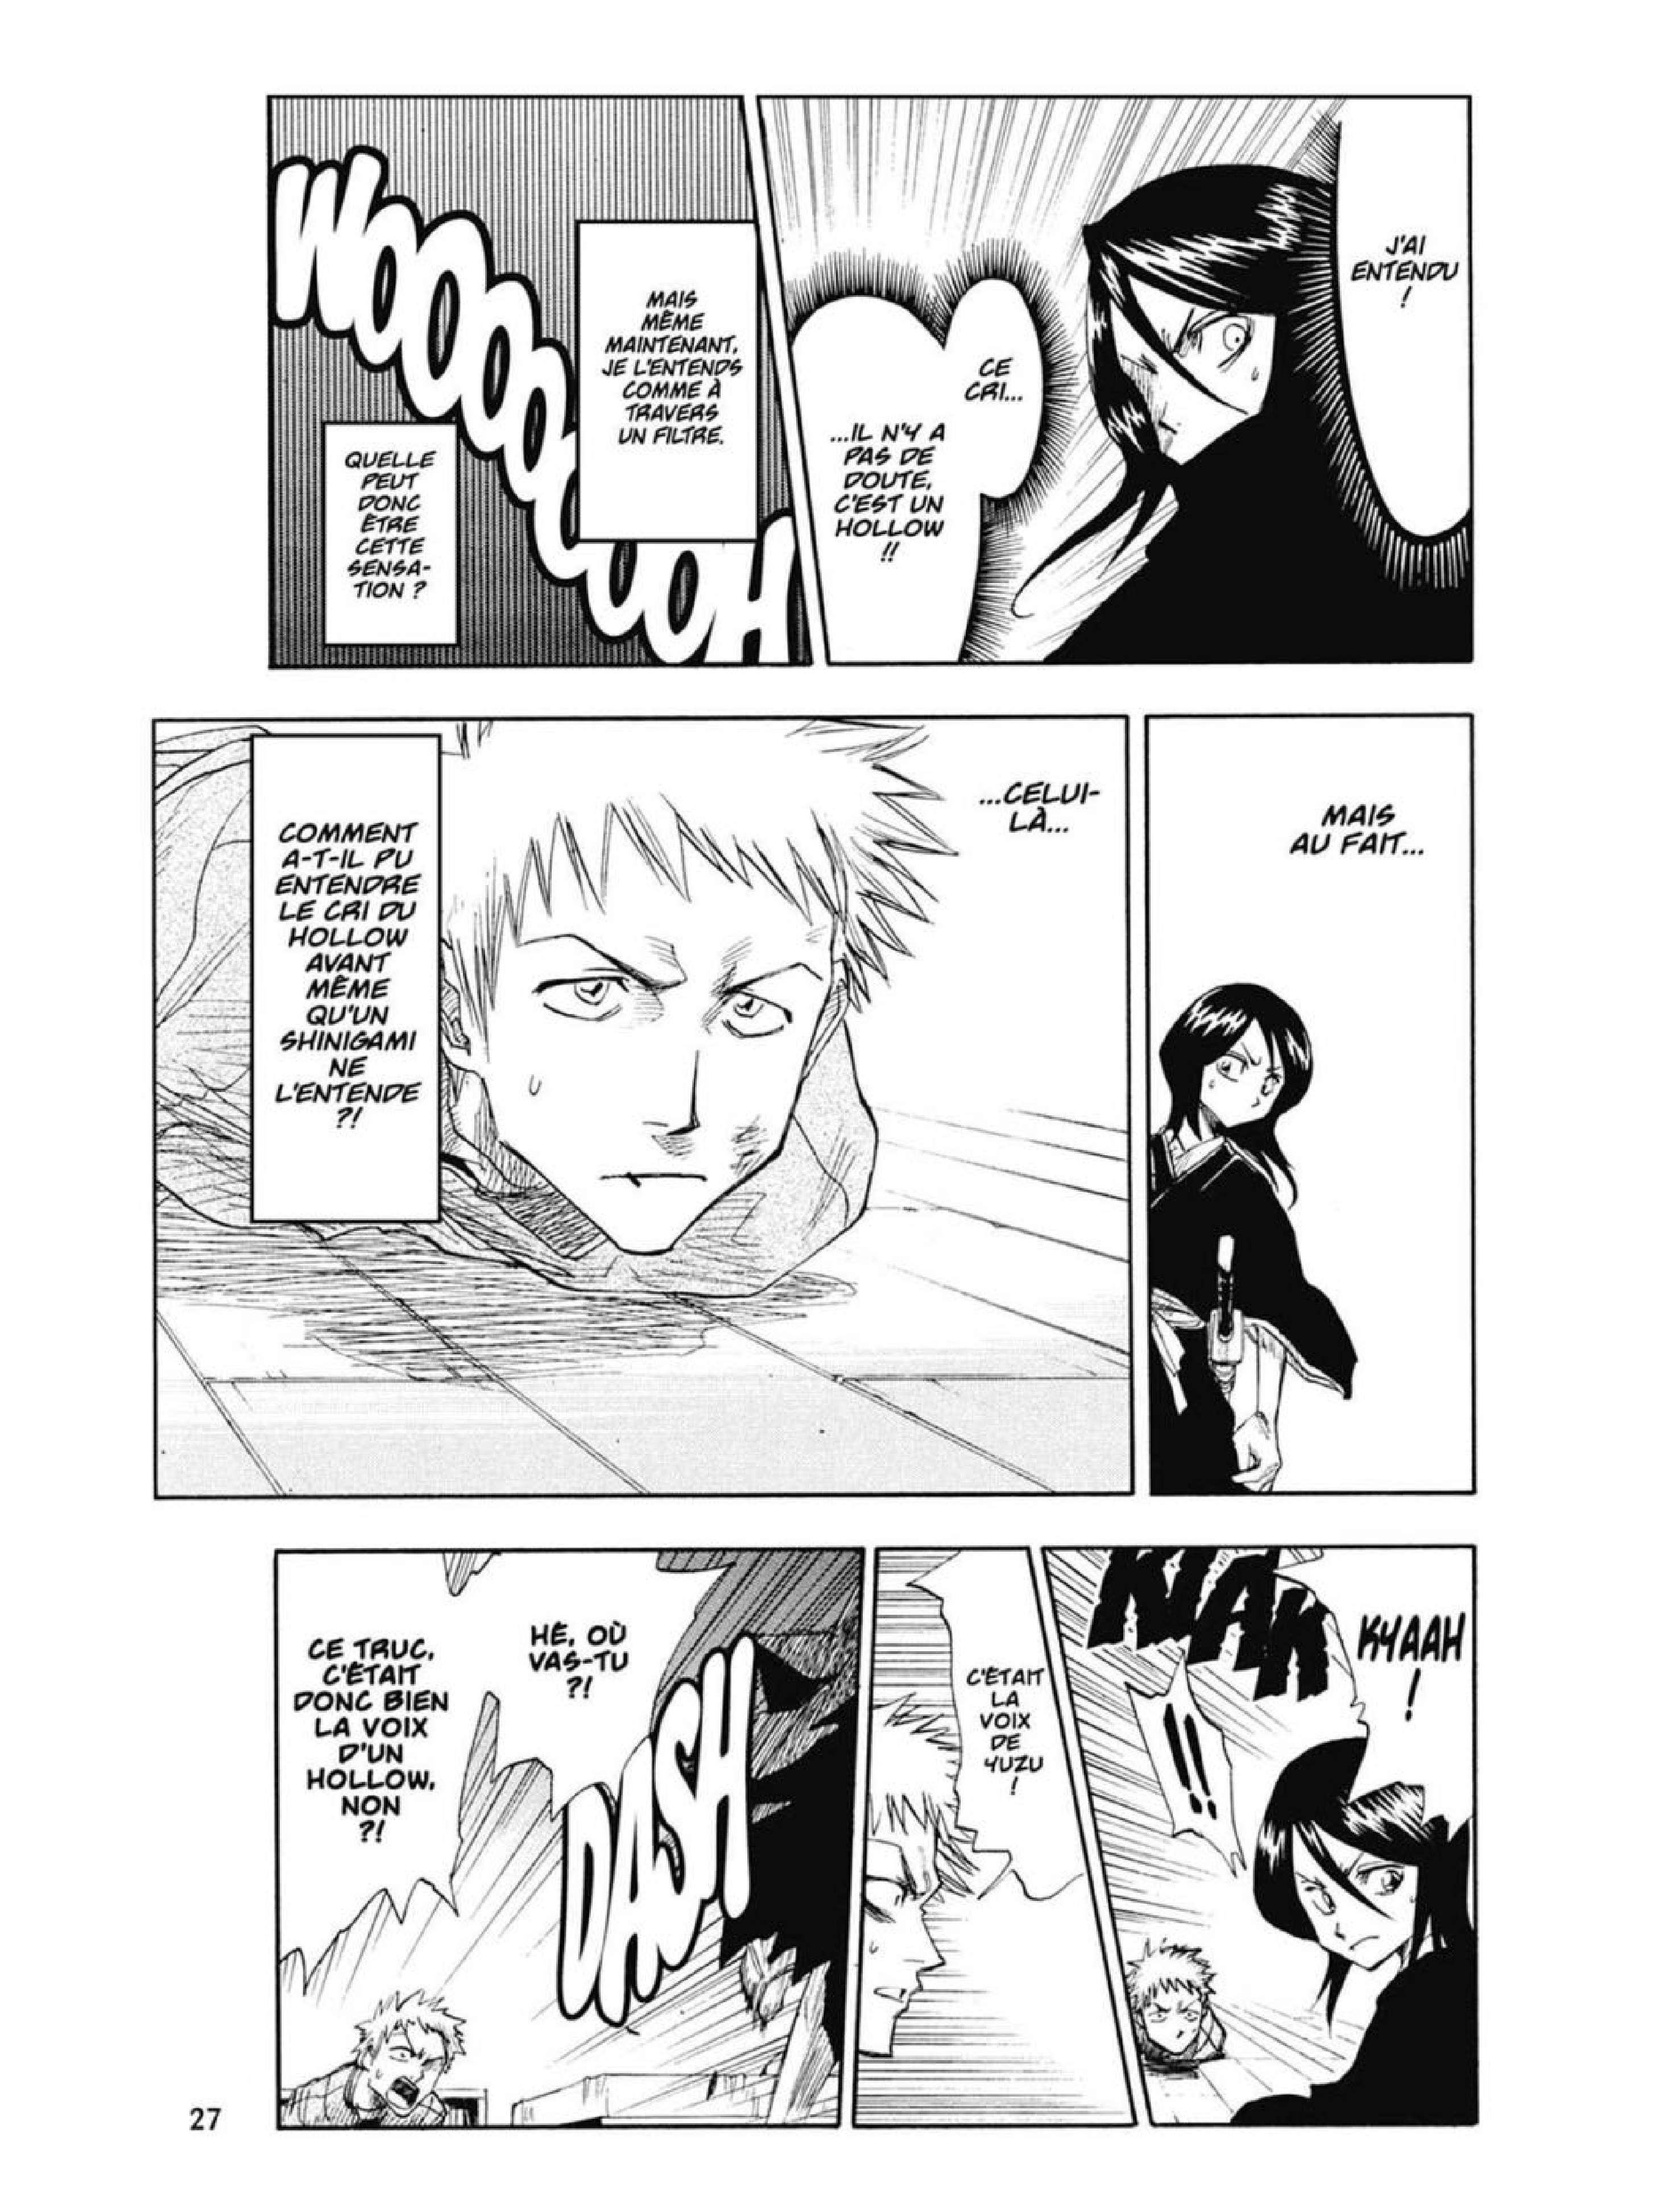 J'AI
ENTENDU
!
CE
CRI...
...IL N'Y A
PAS DE
DOUTE,
C'EST UN
HOLLOW
!!
MAIS
MÊME
MAINTENANT,
JE L'ENTENDS
COMME À
TRAVERS
UN FILTRE.
QUELLE
PEUT
DONC
ÊTRE
CETTE
SENSA-
TION ?
MAIS
AU FAIT...
...CELUI-
LÀ...
COMMENT
A-T-IL PU
ENTENDRE
LE CRI DU
HOLLOW
AVANT
MÊME
QU'UN
SHINIGAMI
NE
L'ENTENDE
?!
KYAAH
!
!!
C'ÉTAIT
LA
VOIX
DE
YUZU
!
HÉ, OÙ
VAS-TU
?!
DASH
CE TRUC,
C'ÉTAIT
DONC BIEN
LA VOIX
D'UN
HOLLOW,
NON
?!
27